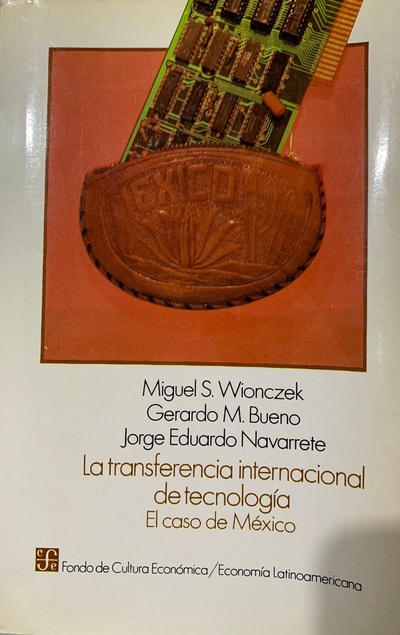 MEXICO
Miguel S. Wionczek
Gerardo M. Bueno
Jorge Eduardo Navarrete
La transferencia internacional
de tecnología
El caso de México
cfe Fondo de Cultura Económica/Economía Latinoamericana